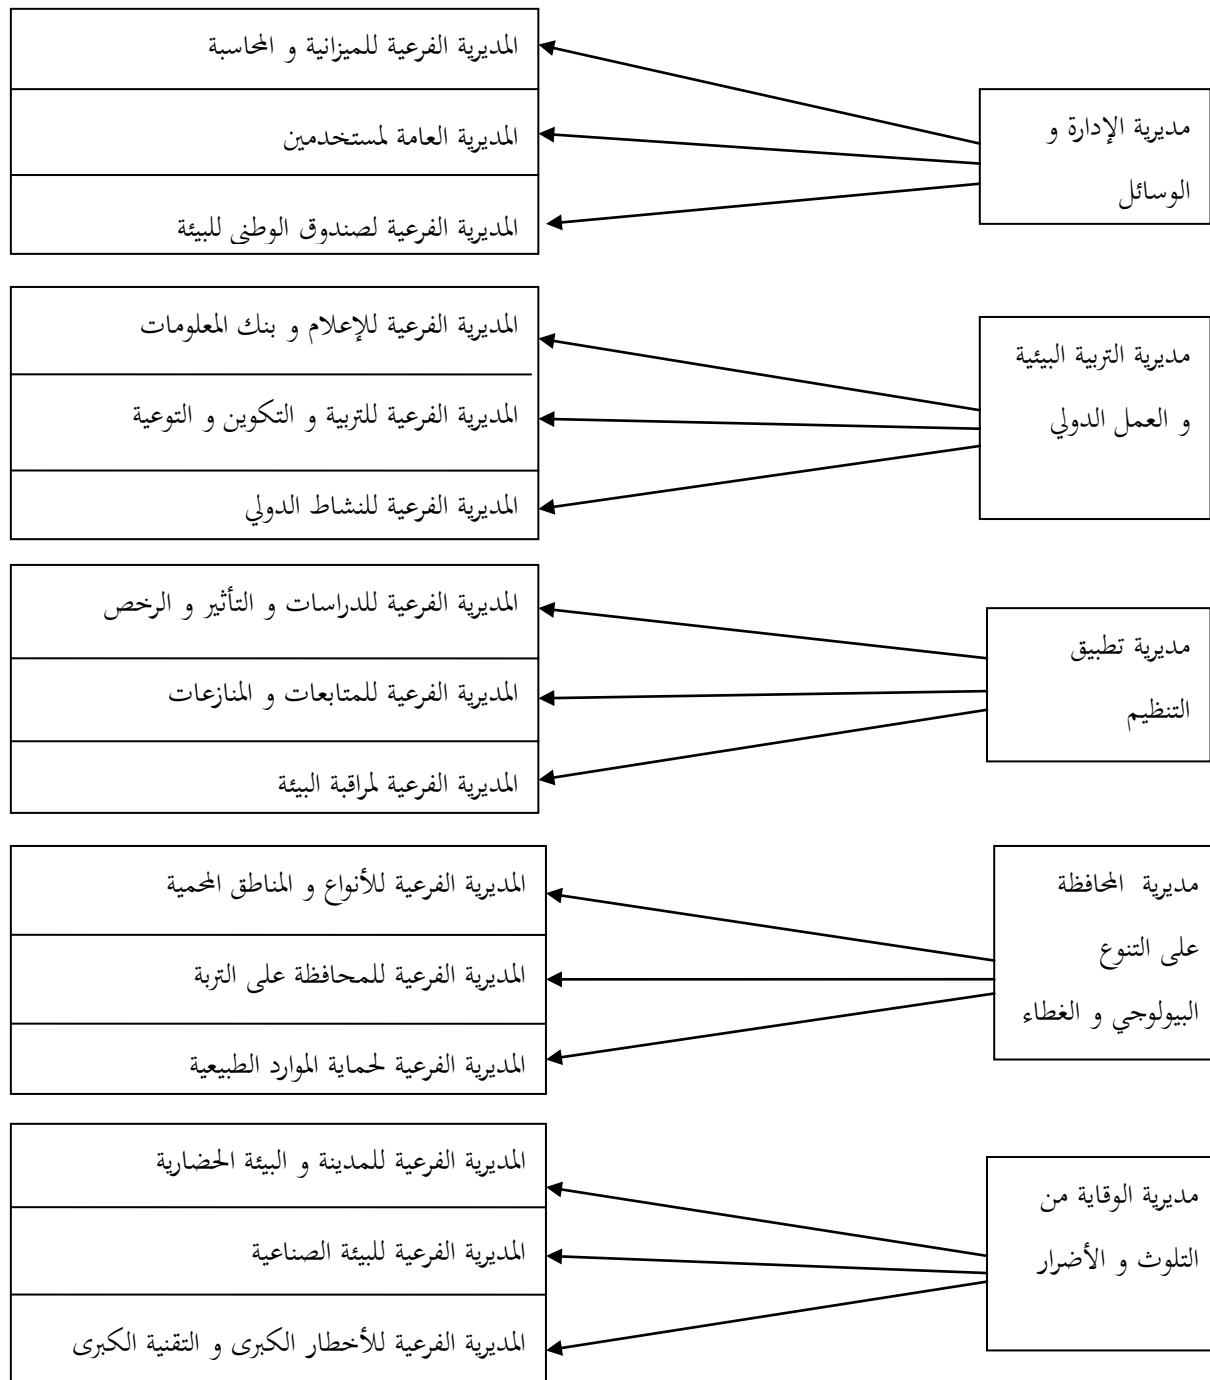 مديرية الإدارة و
الوسائل
المديرية الفرعية للميزانية و المحاسبة
المديرية العامة لمستخدمين
المديرية الفرعية لصندوق الوطني للبيئة
مديرية التربية البيئية
و العمل الدولي
المديرية الفرعية للإعلام و بنك المعلومات
المديرية الفرعية للتربية و التكوين و التوعية
المديرية الفرعية للنشاط الدولي
مديرية تطبيق
التنظيم
المديرية الفرعية للدراسات و التأثير و الرخص
المديرية الفرعية للمتابعات و المنازعات
المديرية الفرعية لمراقبة البيئة
مديرية المحافظة
على التنوع
البيولوجي و الغطاء
المديرية الفرعية للأنواع و المناطق المحمية
المديرية الفرعية للمحافظة على التربة
المديرية الفرعية لحماية الموارد الطبيعية
مديرية الوقاية من
التلوث و الأضرار
المديرية الفرعية للمدينة و البيئة الحضارية
المديرية الفرعية للبيئة الصناعية
المديرية الفرعية للأخطار الكبرى و التقنية الكبرى